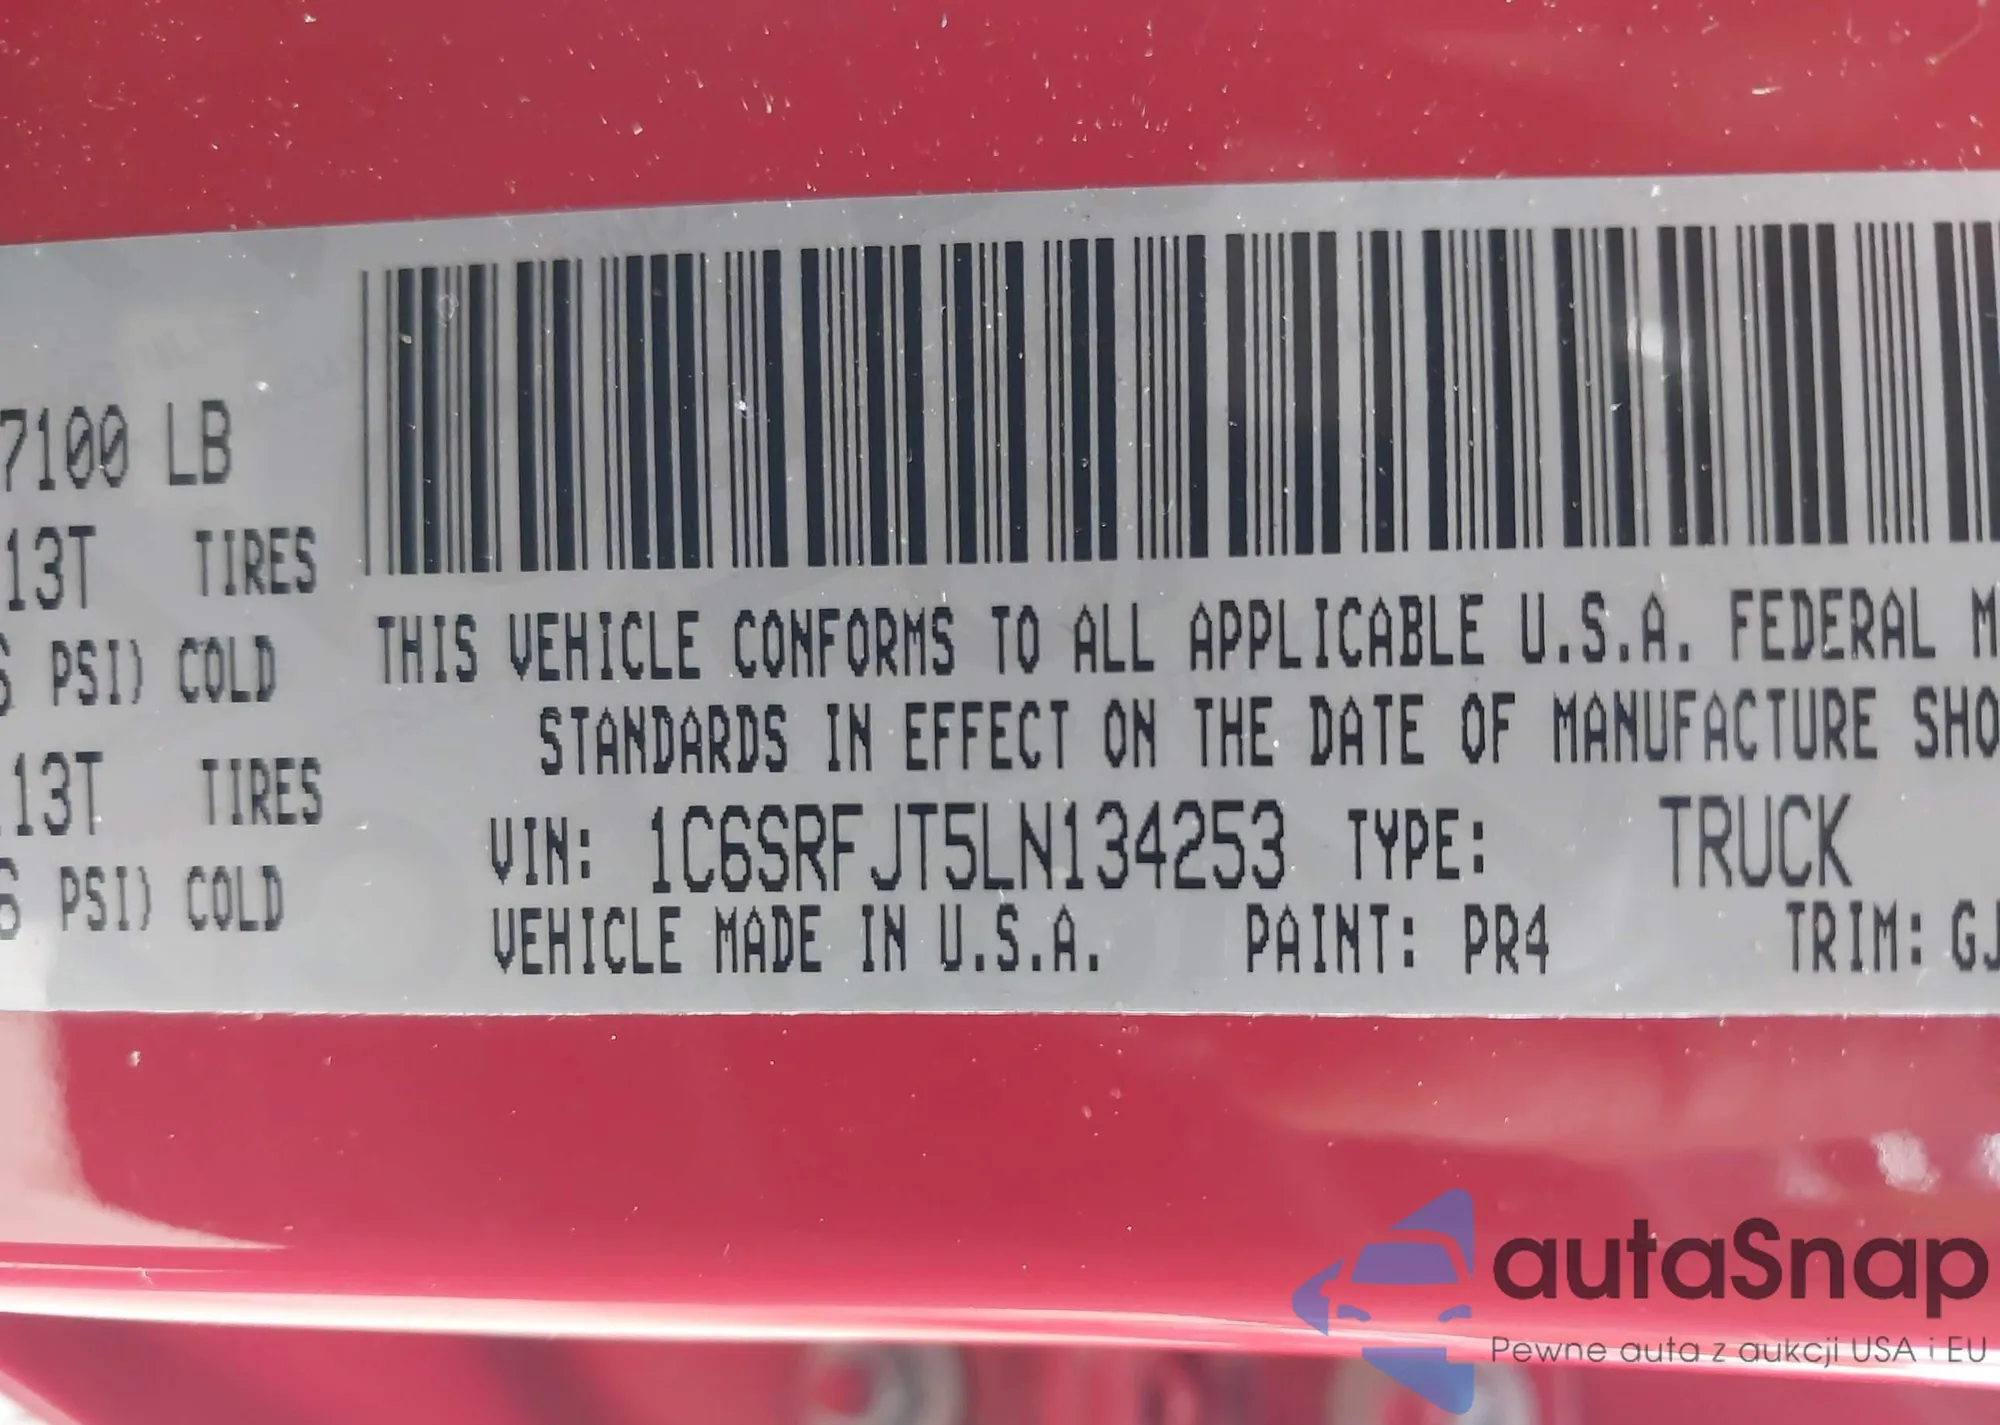 7100 LB
13T TIRES
PSI) COLD
13T TIRES
PSI) COLD
THIS VEHICLE CONFORMS TO ALL APPLICABLE U.S.A. FEDERAL M
STANDARDS IN EFFECT ON THE DATE OF MANUFACTURE SHO
VIN: 1C6SRFJT5LN134253 TYPE: TRUCK
VEHICLE MADE IN U.S.A. PAINT: PR4 TRIM: GJ
autaSnap
Pewne auta z aukcji USA i EU